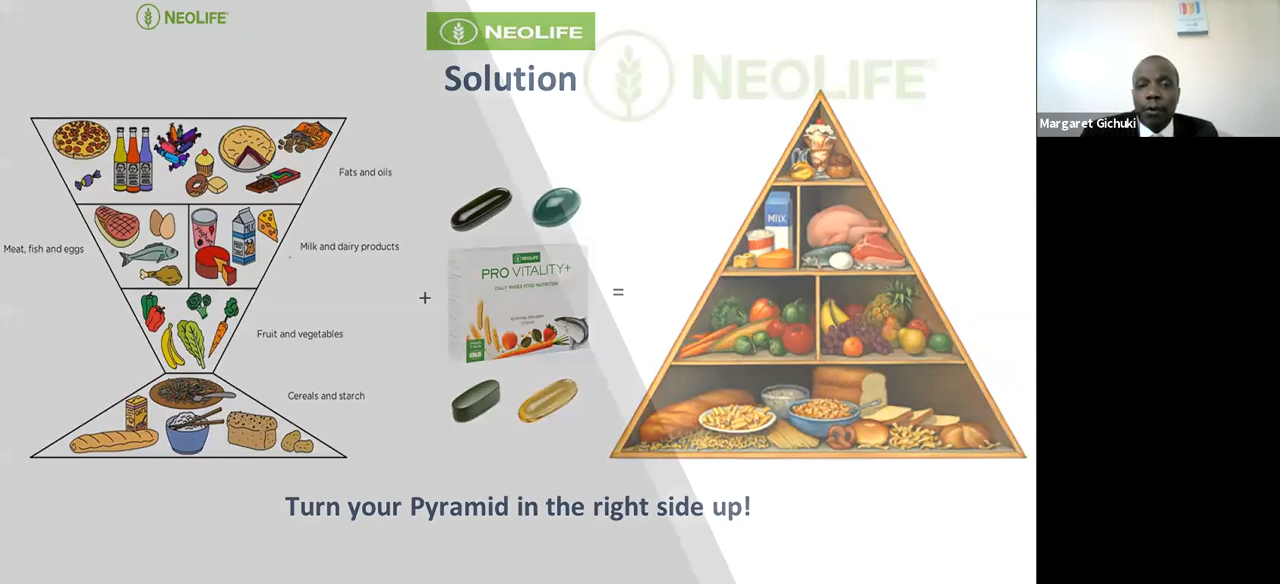 NEOLIFE
NEOLIFE
Solution
NEOLIFE
Fats and oils
Meat, fish and eggs
Milk and dairy products
Fruit and vegetables
Cereals and starch
+
NEOLIFE
PRO VITALITY+
DAILY WHOLE FOOD NUTRITION
=
MILK
Turn your Pyramid in the right side up!
Margaret Gichuki